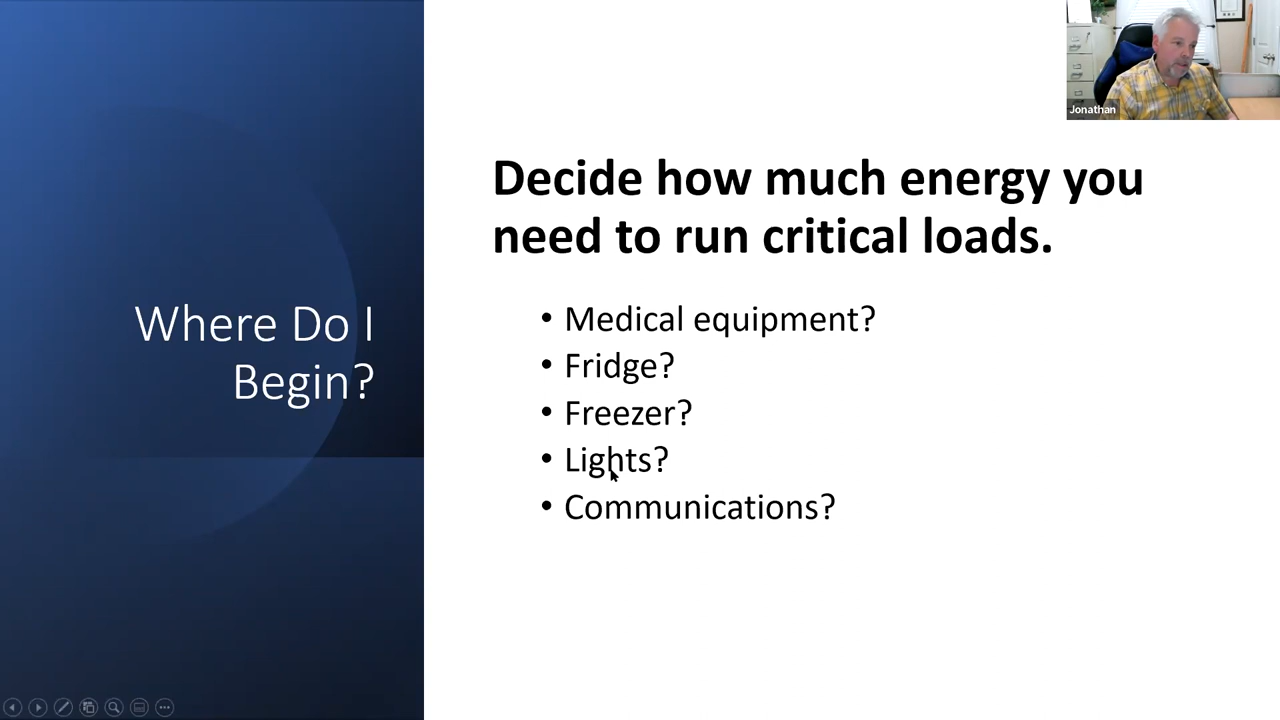 Where Do I
Begin?
Decide how much energy you
need to run critical loads.
• Medical equipment?
• Fridge?
• Freezer?
• Lights?
• Communications?
Jonathan